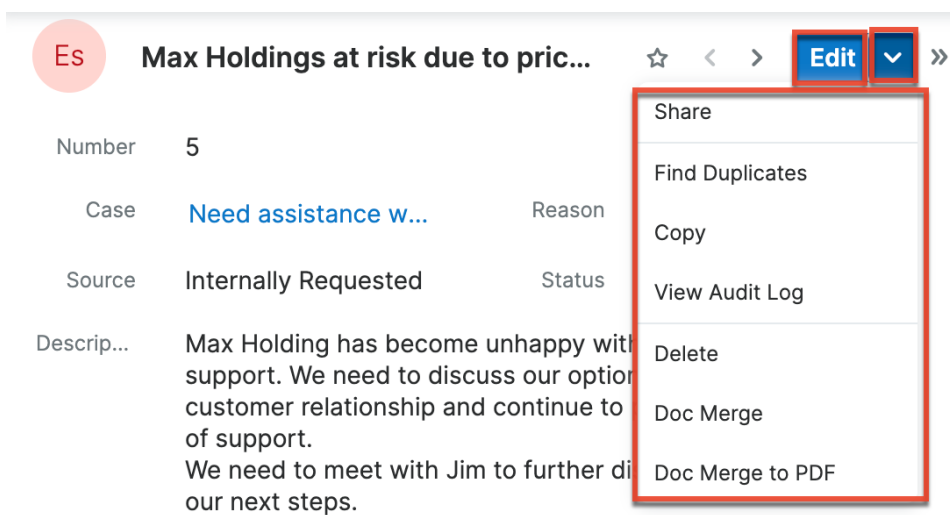 Es
Max Holdings at risk due to pric...
Edit
Share
Number 5
Find Duplicates
Case Need assistance w... Reason
Copy
Source Internally Requested Status
View Audit Log
Descrip... Max Holding has become unhappy with
Delete
support. We need to discuss our option
customer relationship and continue to
Doc Merge
of support.
We need to meet with Jim to further di
Doc Merge to PDF
our next steps.